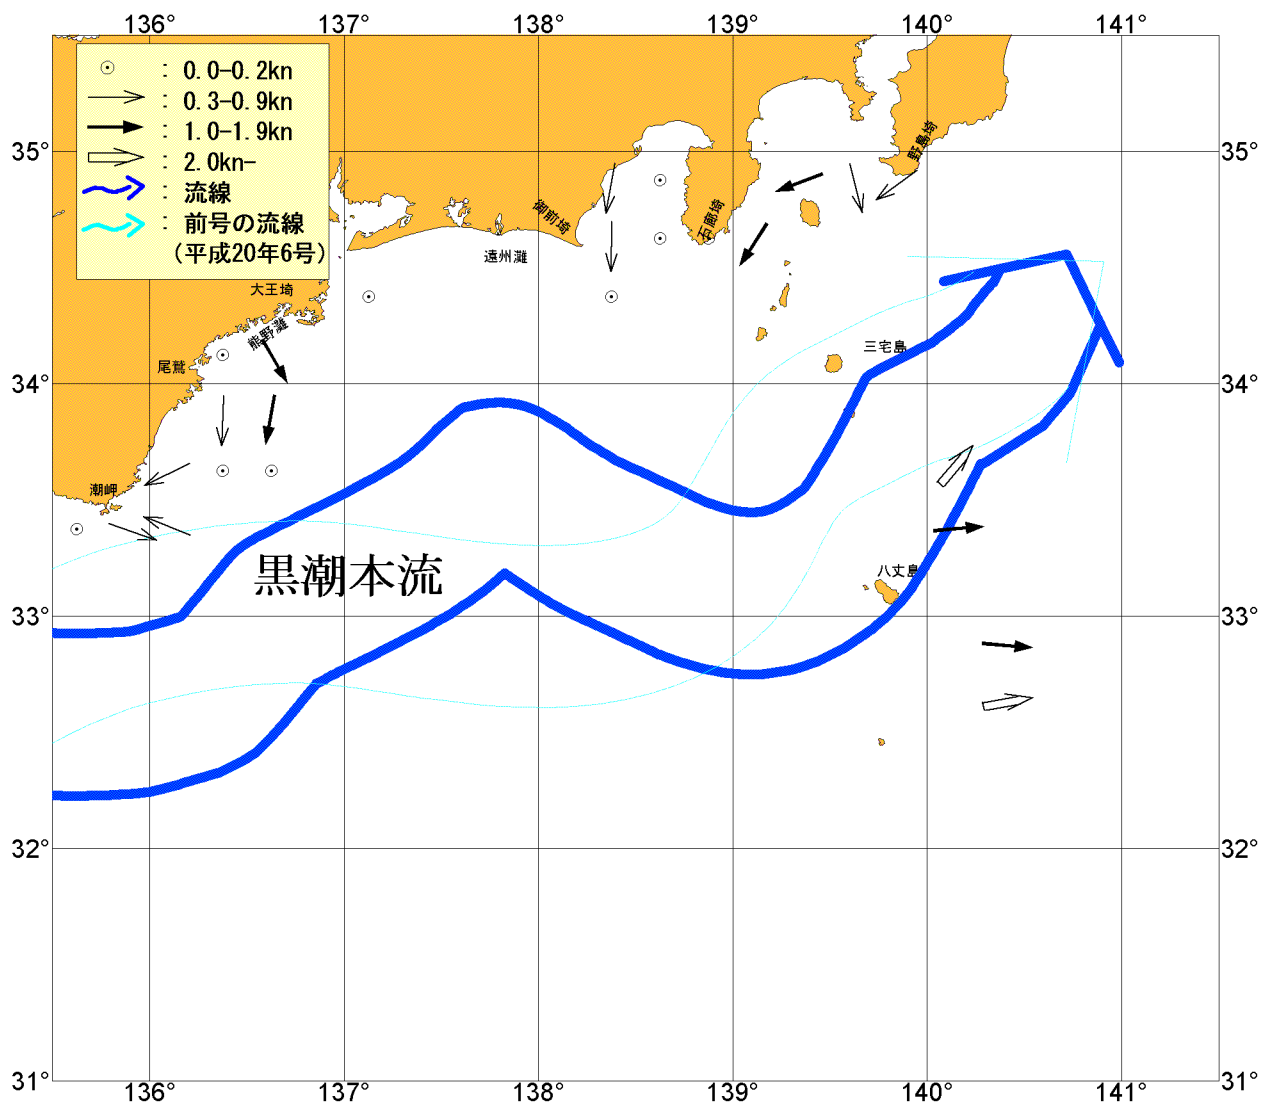 136° 137° 138° 139° 140° 141°
: 0.0-0.2kn
: 0.3-0.9kn
: 1.0-1.9kn
: 2.0kn-
: 流線
: 前号の流線
(平成20年6号)
35° 35°
野島埼
御前埼
石廊埼
遠州灘
大王埼
熊野灘
三宅島
尾鷲
34° 34°
潮岬
黒潮本流
八丈島
33° 33°
32° 32°
31° 31°
136° 137° 138° 139° 140° 141°